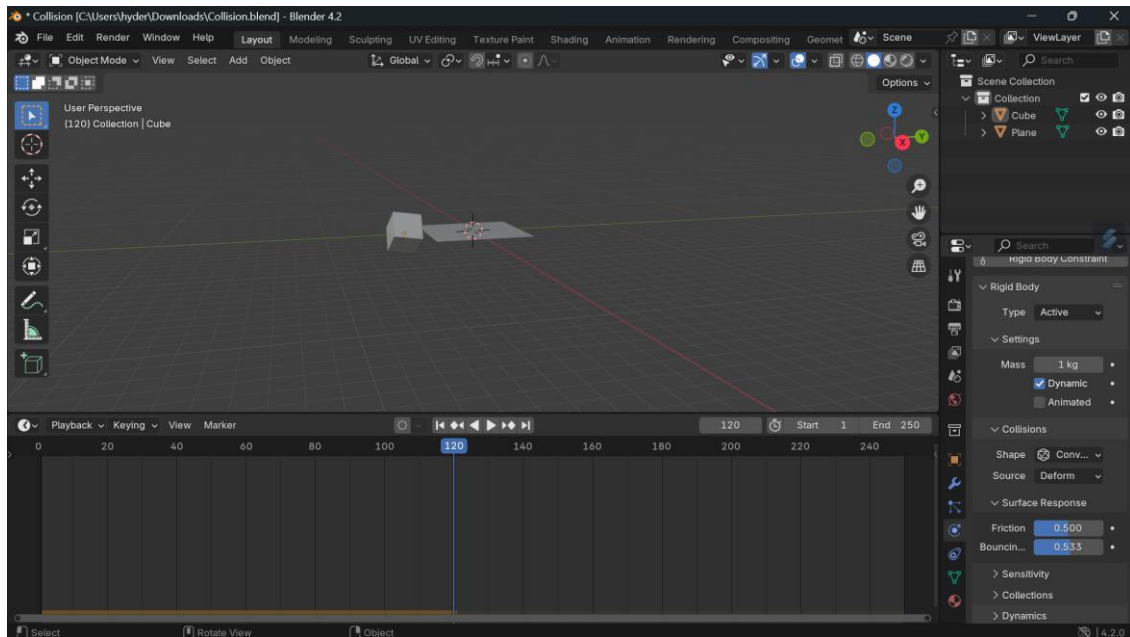 * Collision [C:\Users\hyder\Downloads\Collision.blend] - Blender 4.2
File Edit Render Window Help Layout Modeling Sculpting UV Editing Texture Paint Shading Animation Rendering Compositing Geomet Scene ViewLayer
Object Mode View Select Add Object Global
Options
User Perspective
(120) Collection | Cube
Z
Y
X
Search
Scene Collection
Collection
Cube
Plane
Search
Rigid Body Constraint
Rigid Body
Type Active
Settings
Mass 1 kg
Dynamic
Animated
Collisions
Shape Conv...
Source Deform
Surface Response
Friction 0.500
Bouncin... 0.533
Sensitivity
Collections
Dynamics
Playback Keying View Marker 120 Start 1 End 250
0 20 40 60 80 100 120 140 160 180 200 220 240
Select Rotate View Object 4.2.0